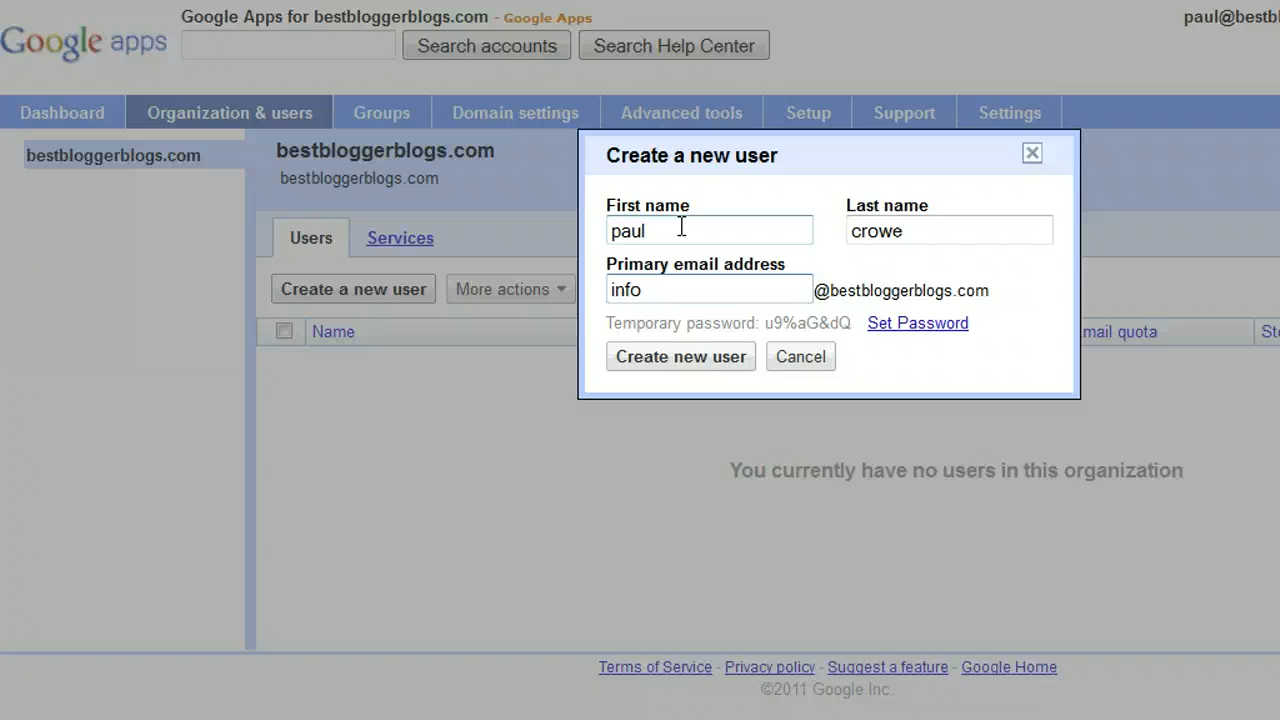 Google Apps for bestbloggerblogs.com - Google Apps
paul@bestbl
Google apps
Search accounts
Search Help Center
Dashboard
Organization & users
Groups
Domain settings
Advanced tools
Setup
Support
Settings
bestbloggerblogs.com
bestbloggerblogs.com
bestbloggerblogs.com
Users
Services
Create a new user
More actions
Name
mail quota
Sto
Create a new user
First name
Last name
paul
crowe
Primary email address
info
@bestbloggerblogs.com
Temporary password: u9%aG&dQ
Set Password
Create new user
Cancel
You currently have no users in this organization
Terms of Service - Privacy policy - Suggest a feature - Google Home
©2011 Google Inc.